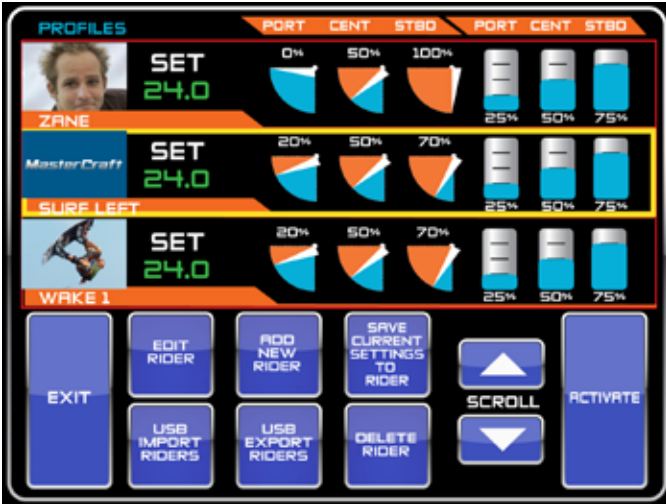 PROFILES PORT CENT STBD PORT CENT STBD
SET 0% 50% 100%
24.0
ZANE 25% 50% 75%
MasterCraft SET 20% 50% 70%
24.0
SURF LEFT 25% 50% 75%
SET 20% 50% 70%
24.0
WAKE 1 25% 50% 75%
EXIT
EDIT
RIDER
ADD
NEW
RIDER
SAVE
CURRENT
SETTINGS
TO
RIDER
SCROLL
ACTIVATE
USB
IMPORT
RIDERS
USB
EXPORT
RIDERS
DELETE
RIDER